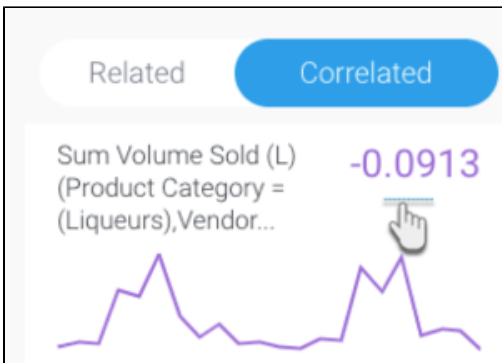 Related
Correlated
Sum Volume Sold (L)
-0.0913
(Product Category =
(Liqueurs),Vendor...